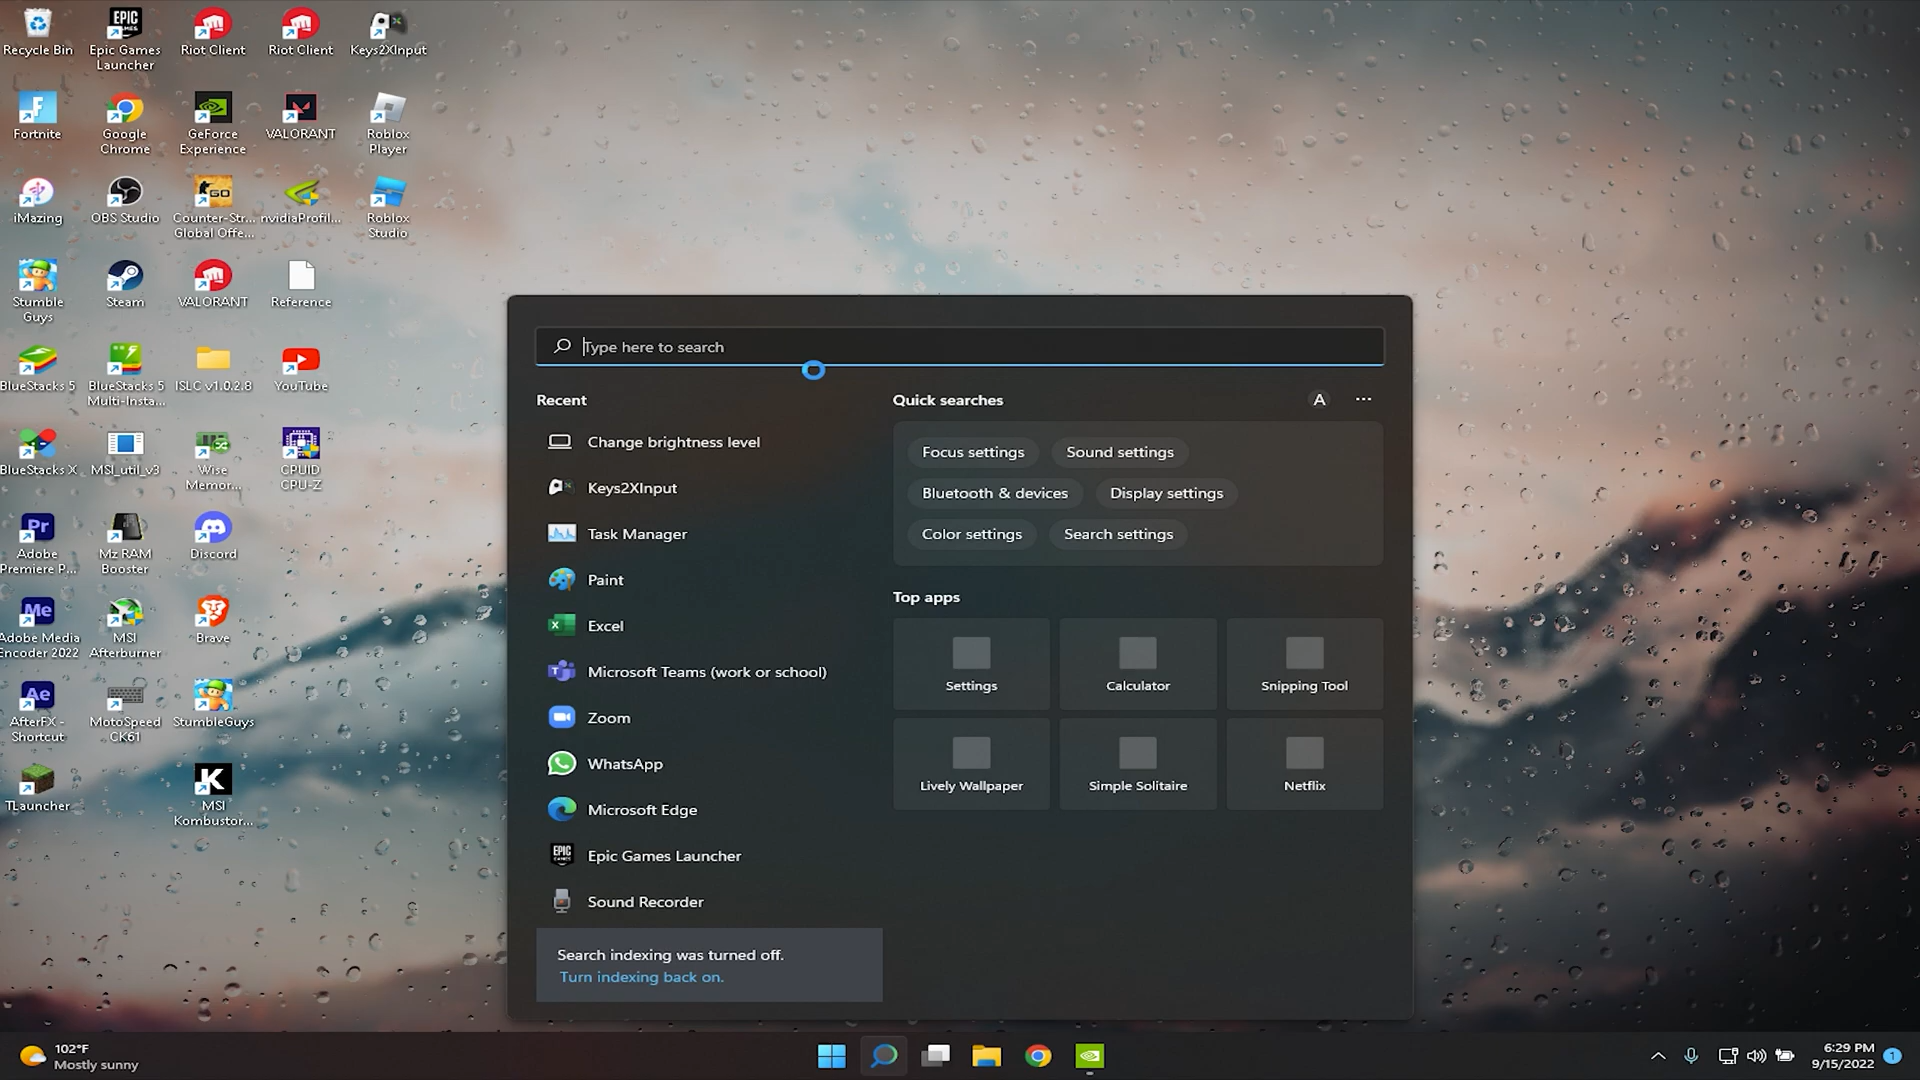 Recycle Bin
Epic Games
Launcher
Riot Client
Riot Client
Keys2XInput
Fortnite
Google
Chrome
GeForce
Experience
VALORANT
Roblox
Player
iMazing
OBS Studio
Counter-Str...
Global Offe...
nvidiaProfil...
Roblox
Studio
Stumble
Guys
Steam
VALORANT
Reference
BlueStacks 5
BlueStacks 5
Multi-Insta...
ISLC v1.0.2.8
YouTube
BlueStacks X
MSI_util_v3
Wise
Memor...
CPUID
CPU-Z
Adobe
Premiere P...
Mz RAM
Booster
Discord
Adobe Media
Encoder 2022
MSI
Afterburner
Brave
AfterFX -
Shortcut
MotoSpeed
CK61
StumbleGuys
TLauncher
MSI
Kombustor...
Type here to search
Recent
Change brightness level
Keys2XInput
Task Manager
Paint
Excel
Microsoft Teams (work or school)
Zoom
WhatsApp
Microsoft Edge
Epic Games Launcher
Sound Recorder
Search indexing was turned off.
Turn indexing back on.
Quick searches
A
Focus settings
Sound settings
Bluetooth & devices
Display settings
Color settings
Search settings
Top apps
Settings
Calculator
Snipping Tool
Lively Wallpaper
Simple Solitaire
Netflix
102°F
Mostly sunny
6:29 PM
9/15/2022
1